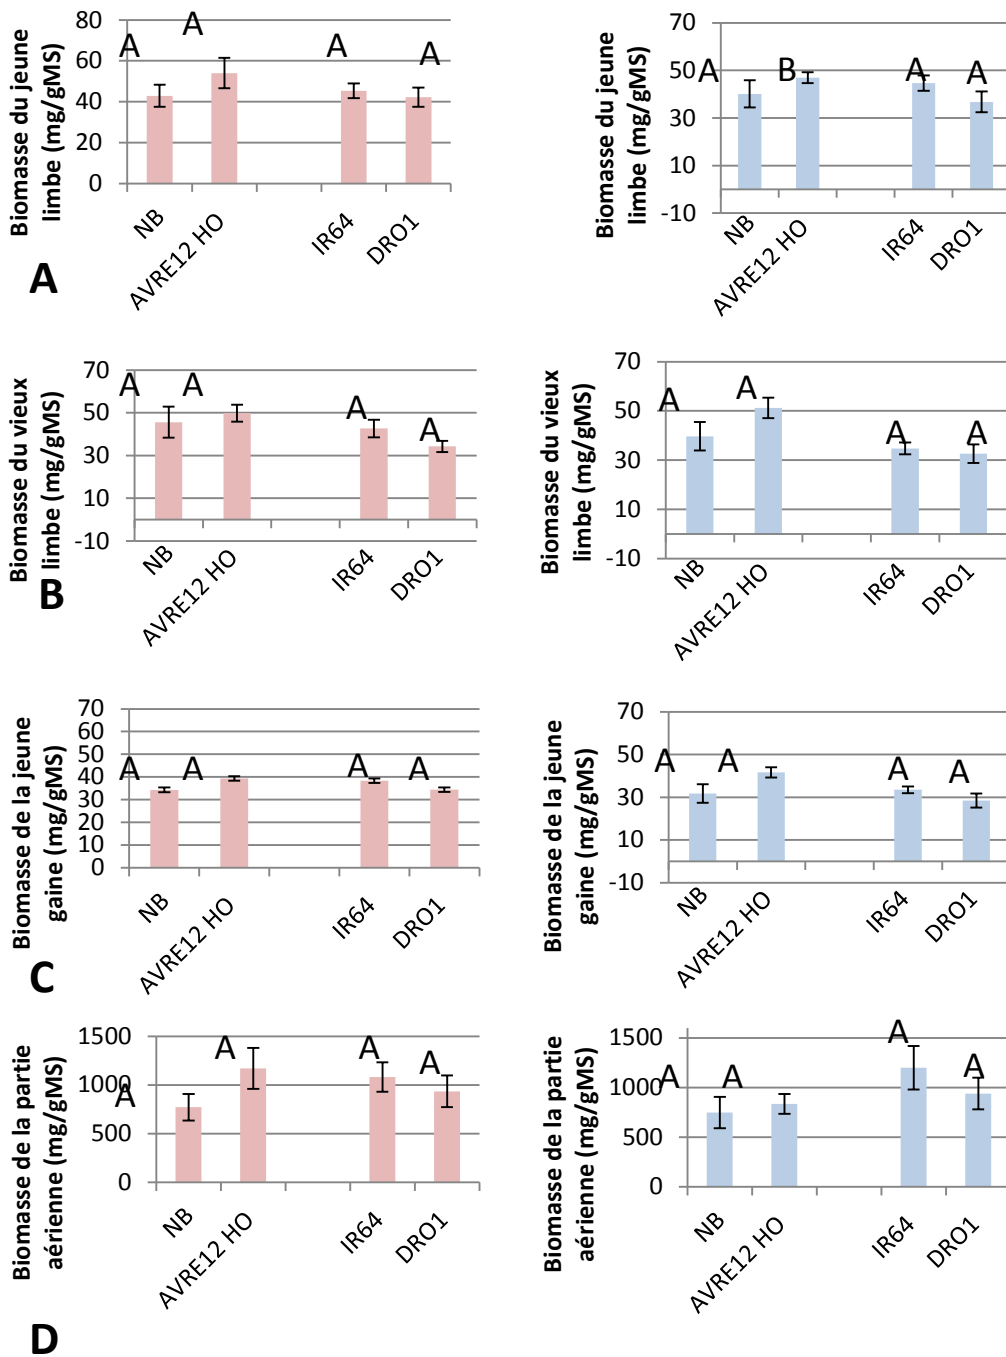 Biomasse du jeune
limbe (mg/gMS)
80
60
40
20
0
A
A
A
A
NB
AVRE12 HO
IR64
DRO1
A
Biomasse du jeune
limbe (mg/gMS)
70
50
30
10
-10
A
B
A
A
NB
AVRE12 HO
IR64
DRO1
Biomasse du vieux
limbe (mg/gMS)
70
50
30
10
-10
A
A
A
A
NB
AVRE12 HO
IR64
DRO1
B
Biomasse du vieux
limbe (mg/gMS)
70
50
30
10
-10
A
A
A
A
NB
AVRE12 HO
IR64
DRO1
Biomasse de la jeune
gaine (mg/gMS)
70
60
50
40
30
20
10
0
A
A
A
A
NB
AVRE12 HO
IR64
DRO1
C
Biomasse de la jeune
gaine (mg/gMS)
70
50
30
10
-10
A
A
A
A
NB
AVRE12 HO
IR64
DRO1
Biomasse de la partie
aérienne (mg/gMS)
1500
1000
500
0
A
A
A
A
NB
AVRE12 HO
IR64
DRO1
D
Biomasse de la partie
aérienne (mg/gMS)
1500
1000
500
0
A
A
A
A
NB
AVRE12 HO
IR64
DRO1